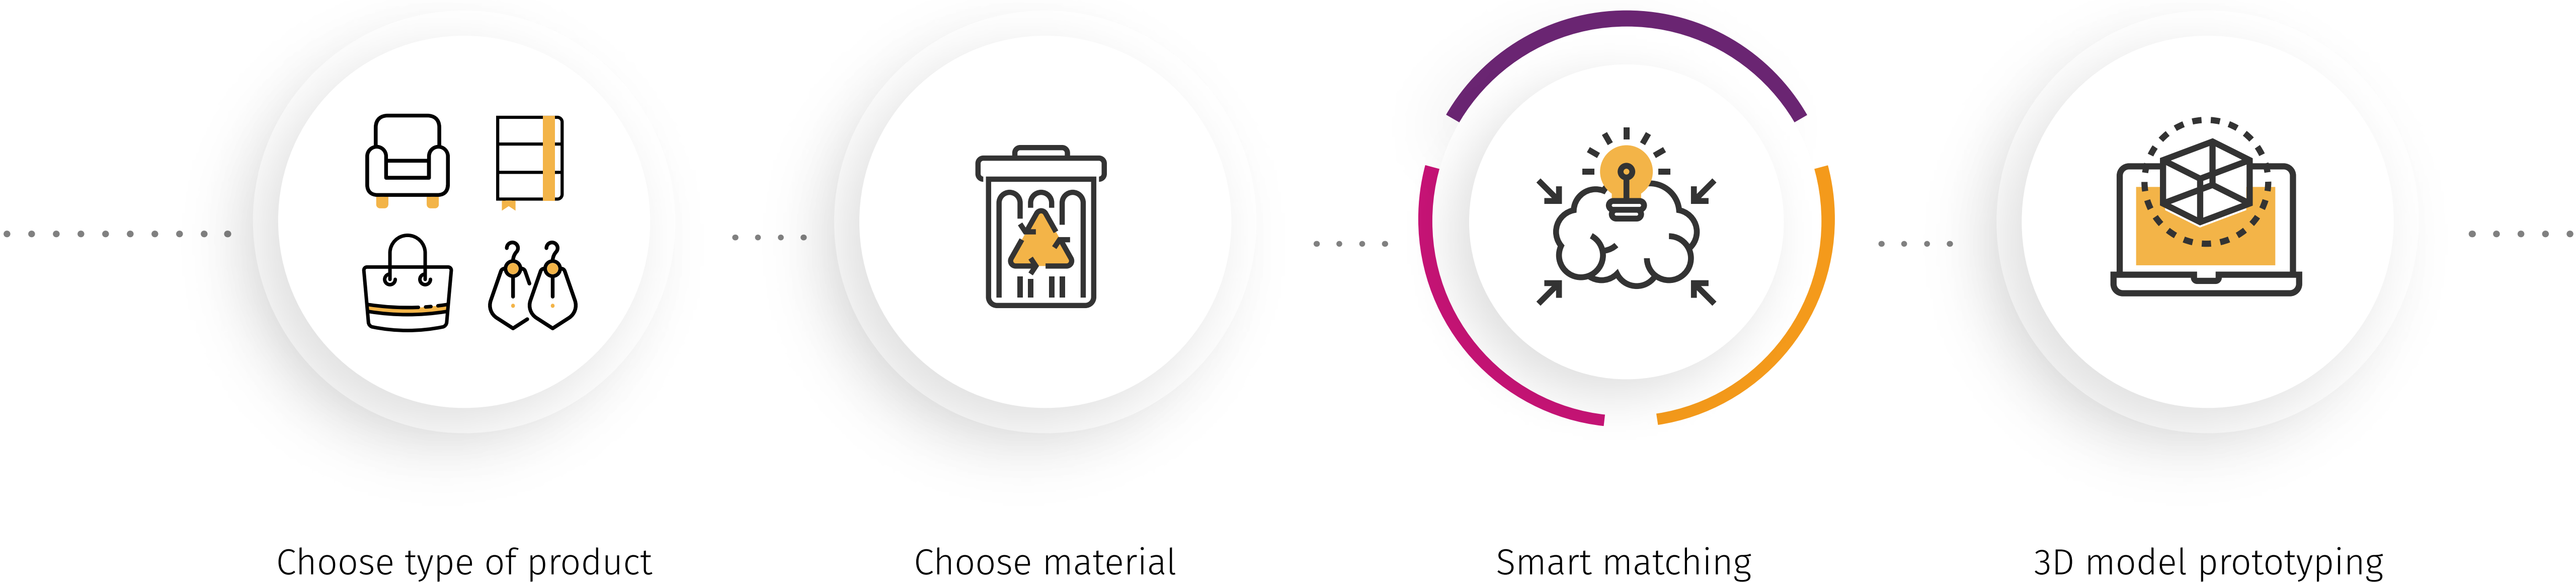 Choose type of product
Choose material
Smart matching
3D model prototyping